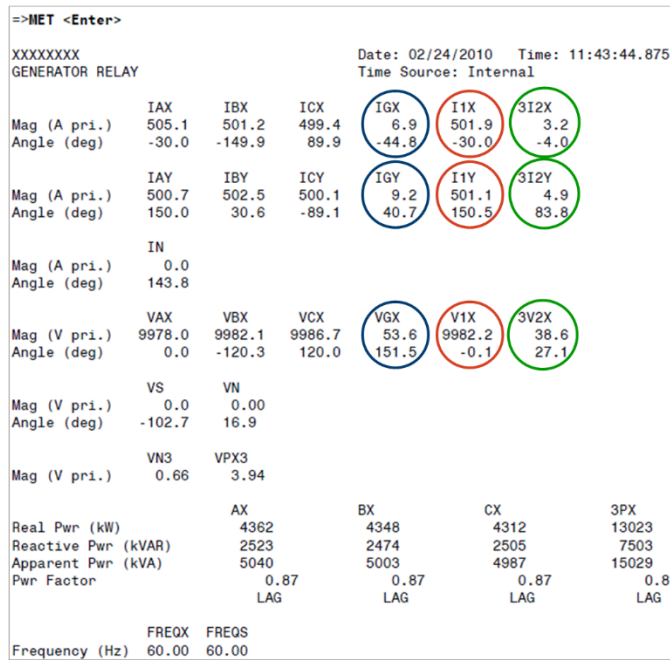 =>MET <Enter>
XXXXXXXX Date: 02/24/2010 Time: 11:43:44.875
GENERATOR RELAY Time Source: Internal
IAX IBX ICX IGX I1X 3I2X
Mag (A pri.) 505.1 501.2 499.4 6.9 501.9 3.2
Angle (deg) -30.0 -149.9 89.9 -44.8 -30.0 -4.0
IAY IBY ICY IGY I1Y 3I2Y
Mag (A pri.) 500.7 502.5 500.1 9.2 501.1 4.9
Angle (deg) 150.0 30.6 -89.1 40.7 150.5 83.8
IN
Mag (A pri.) 0.0
Angle (deg) 143.8
VAX VBX VCX VGX V1X 3V2X
Mag (V pri.) 9978.0 9982.1 9986.7 53.6 9982.2 38.6
Angle (deg) 0.0 -120.3 120.0 151.5 -0.1 27.1
VS VN
Mag (V pri.) 0.0 0.00
Angle (deg) -102.7 16.9
VN3 VPX3
Mag (V pri.) 0.66 3.94
AX BX CX 3PX
Real Pwr (kW) 4362 4348 4312 13023
Reactive Pwr (kVAR) 2523 2474 2505 7503
Apparent Pwr (kVA) 5040 5003 4987 15029
Pwr Factor 0.87 0.87 0.87 0.8
LAG LAG LAG LAG
FREQX FREQS
Frequency (Hz) 60.00 60.00